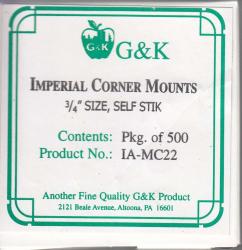 G&K G&K
IMPERIAL CORNER MOUNTS
3/4" SIZE, SELF STIK
Contents: Pkg. of 500
Product No.: IA-MC22
Another Fine Quality G&K Product
2121 Beale Avenue, Altoona, PA 16601